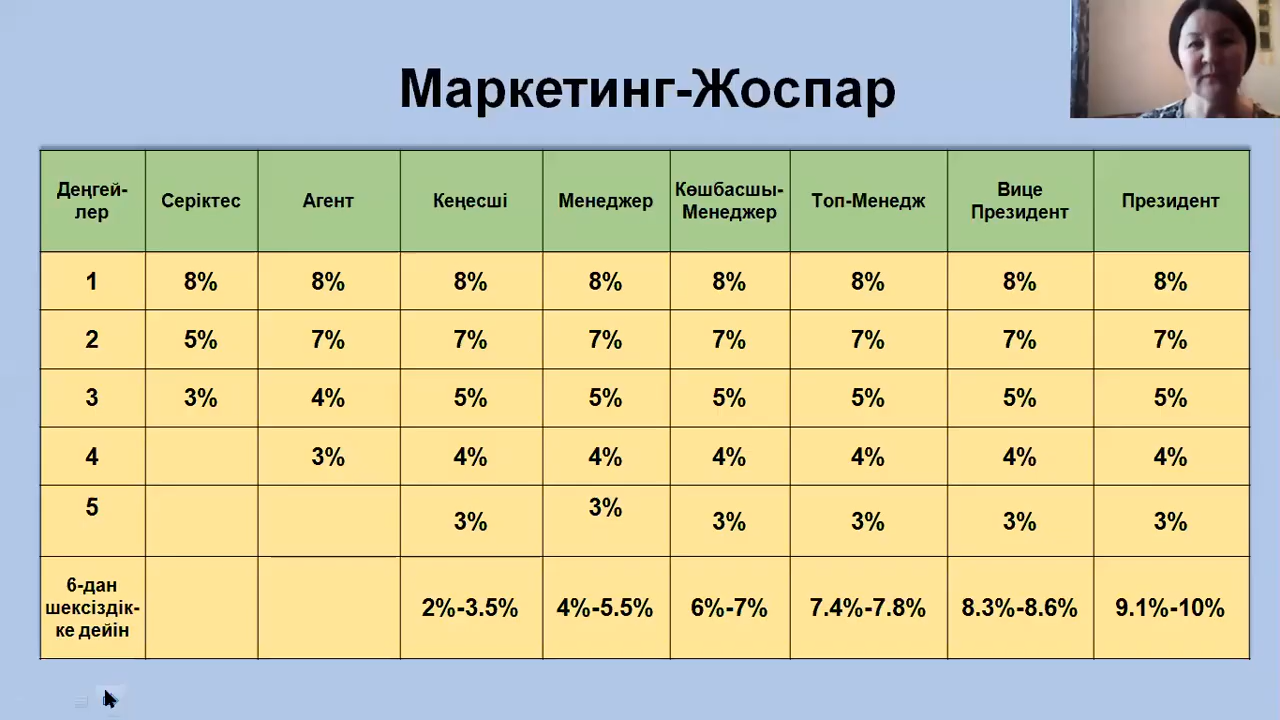 Маркетинг-Жоспар
Деңгей-
лер
Серіктес
Агент
Кеңесші
Менеджер
Көшбасшы-
Менеджер
Топ-Менедж
Вице
Президент
Президент
1 8% 8% 8% 8% 8% 8% 8% 8%
2 5% 7% 7% 7% 7% 7% 7% 7%
3 3% 4% 5% 5% 5% 5% 5% 5%
4 3% 4% 4% 4% 4% 4% 4%
5 3% 3% 3% 3% 3% 3%
6-дан
шексіздік-
ке дейін
2%-3.5% 4%-5.5% 6%-7% 7.4%-7.8% 8.3%-8.6% 9.1%-10%